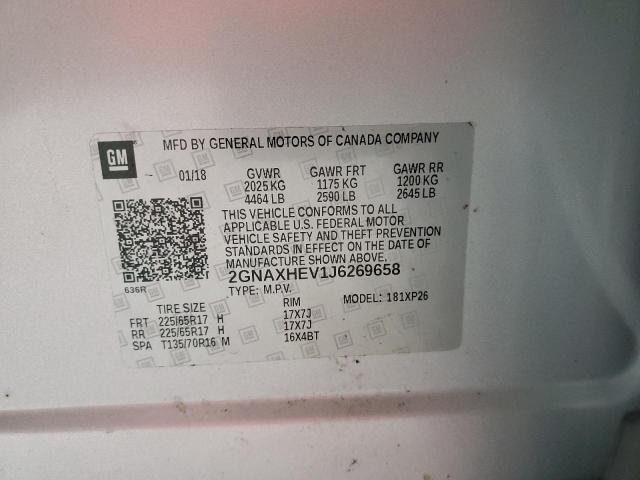 GM
MFD BY GENERAL MOTORS OF CANADA COMPANY
01/18 GVWR GAWR FRT GAWR RR
2025 KG 1175 KG 1200 KG
4464 LB 2590 LB 2645 LB
THIS VEHICLE CONFORMS TO ALL
APPLICABLE U.S. FEDERAL MOTOR
VEHICLE SAFETY AND THEFT PREVENTION
STANDARDS IN EFFECT ON THE DATE OF
MANUFACTURE SHOWN ABOVE.
636R 2GNAXHEV1J6269658
TYPE: M.P.V. MODEL: 181XP26
TIRE SIZE RIM
FRT 225/65R17 H 17X7J
RR 225/65R17 H 17X7J
SPA T135/70R16 M 16X4BT